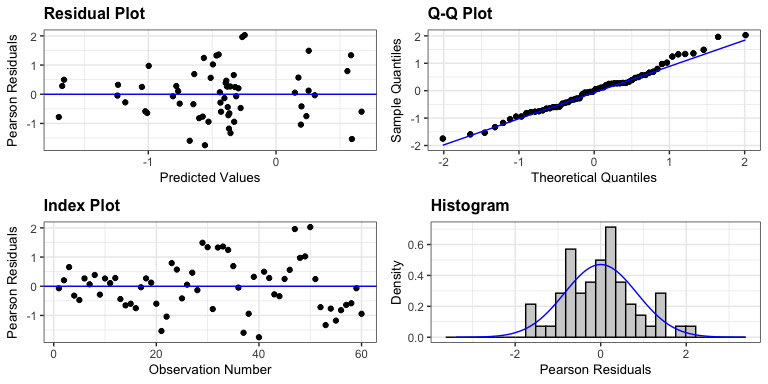 Residual Plot
Pearson Residuals
2
1
0
-1
-1
0
Predicted Values
Q-Q Plot
Sample Quantiles
2
1
0
-1
-2
-2
-1
0
1
2
Theoretical Quantiles
Index Plot
Pearson Residuals
2
1
0
-1
0
20
40
60
Observation Number
Histogram
Density
0.6
0.4
0.2
0.0
-2
0
2
Pearson Residuals